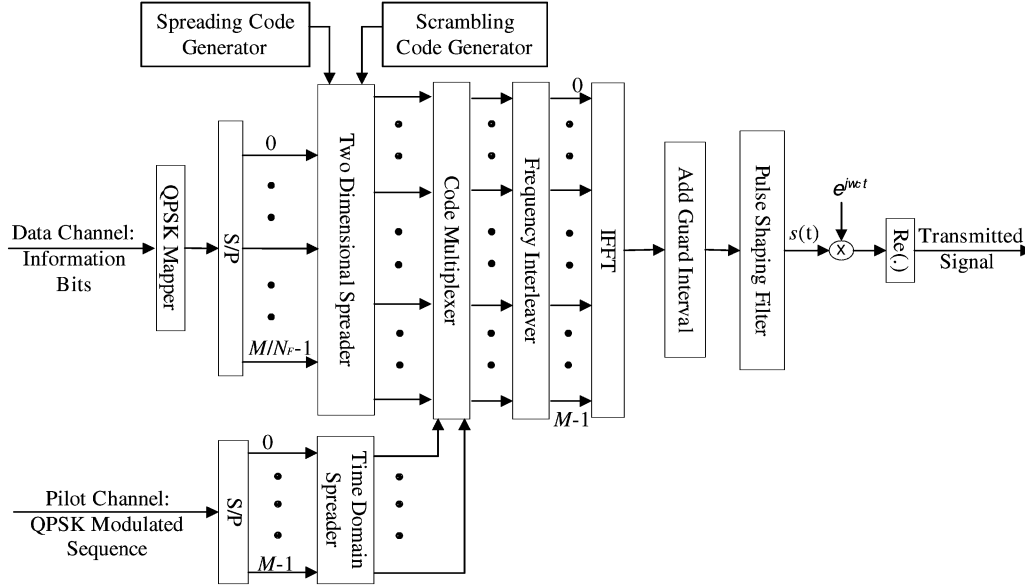 Spreading Code
Generator
Scrambling
Code Generator
0
0
Data Channel:
Information
Bits
QPSK Mapper
S/P
M/N_F-1
Two Dimensional Spreader
Code Multiplexer
Frequency Interleaver
M-1
IFFT
Add Guard Interval
Pulse Shaping Filter
s(t)
e^jwct
X
Re(.)
Transmitted
Signal
Pilot Channel:
QPSK Modulated
Sequence
S/P
0
M-1
Time Domain
Spreader